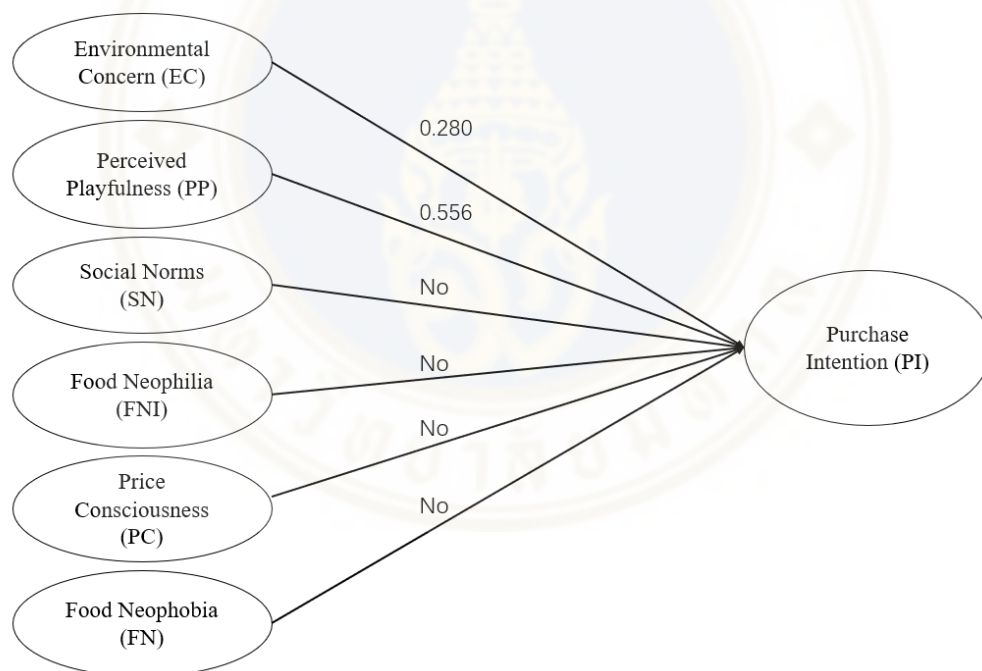 Environmental
Concern (EC)
0.280
Perceived
Playfulness (PP)
0.556
Social Norms
(SN)
No
Purchase
Intention (PI)
Food Neophilia
(FNI)
No
Price
Consciousness
(PC)
No
Food Neophobia
(FN)
No